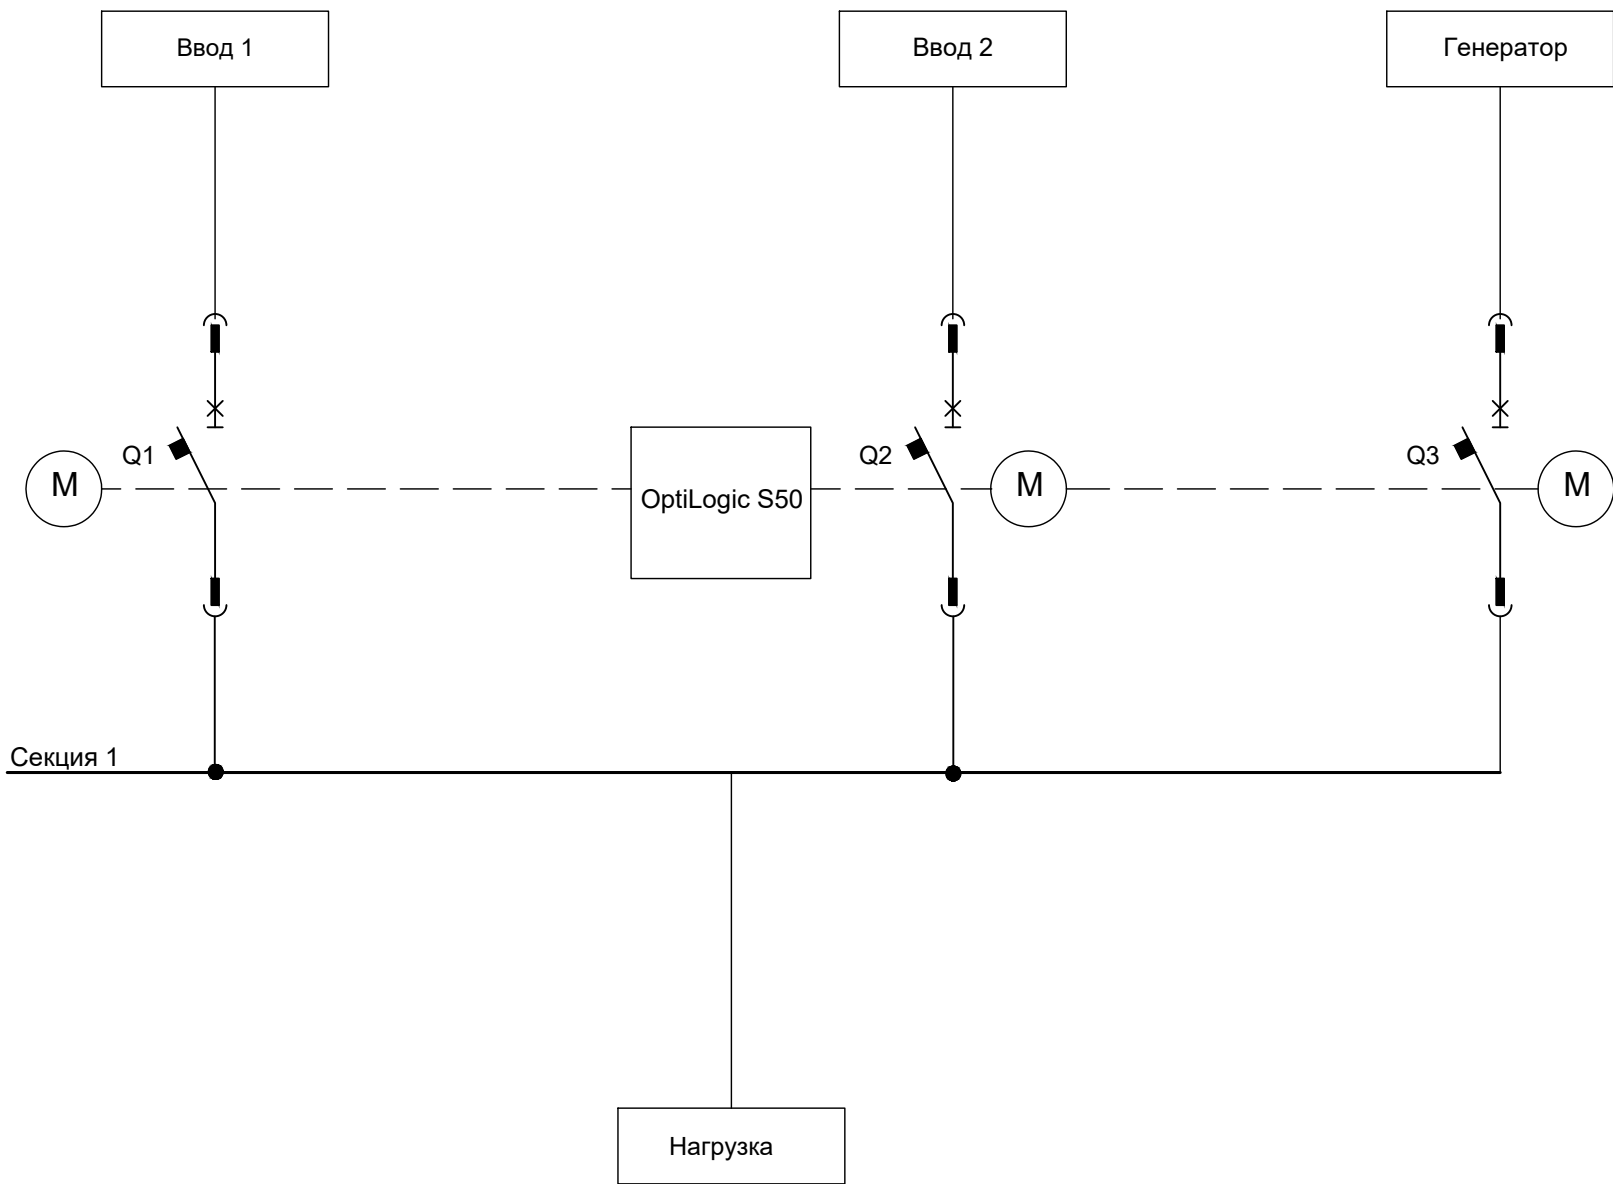 Ввод 1
Ввод 2
Генератор
Q1
Q2
Q3
M
OptiLogic S50
M
M
Секция 1
Нагрузка